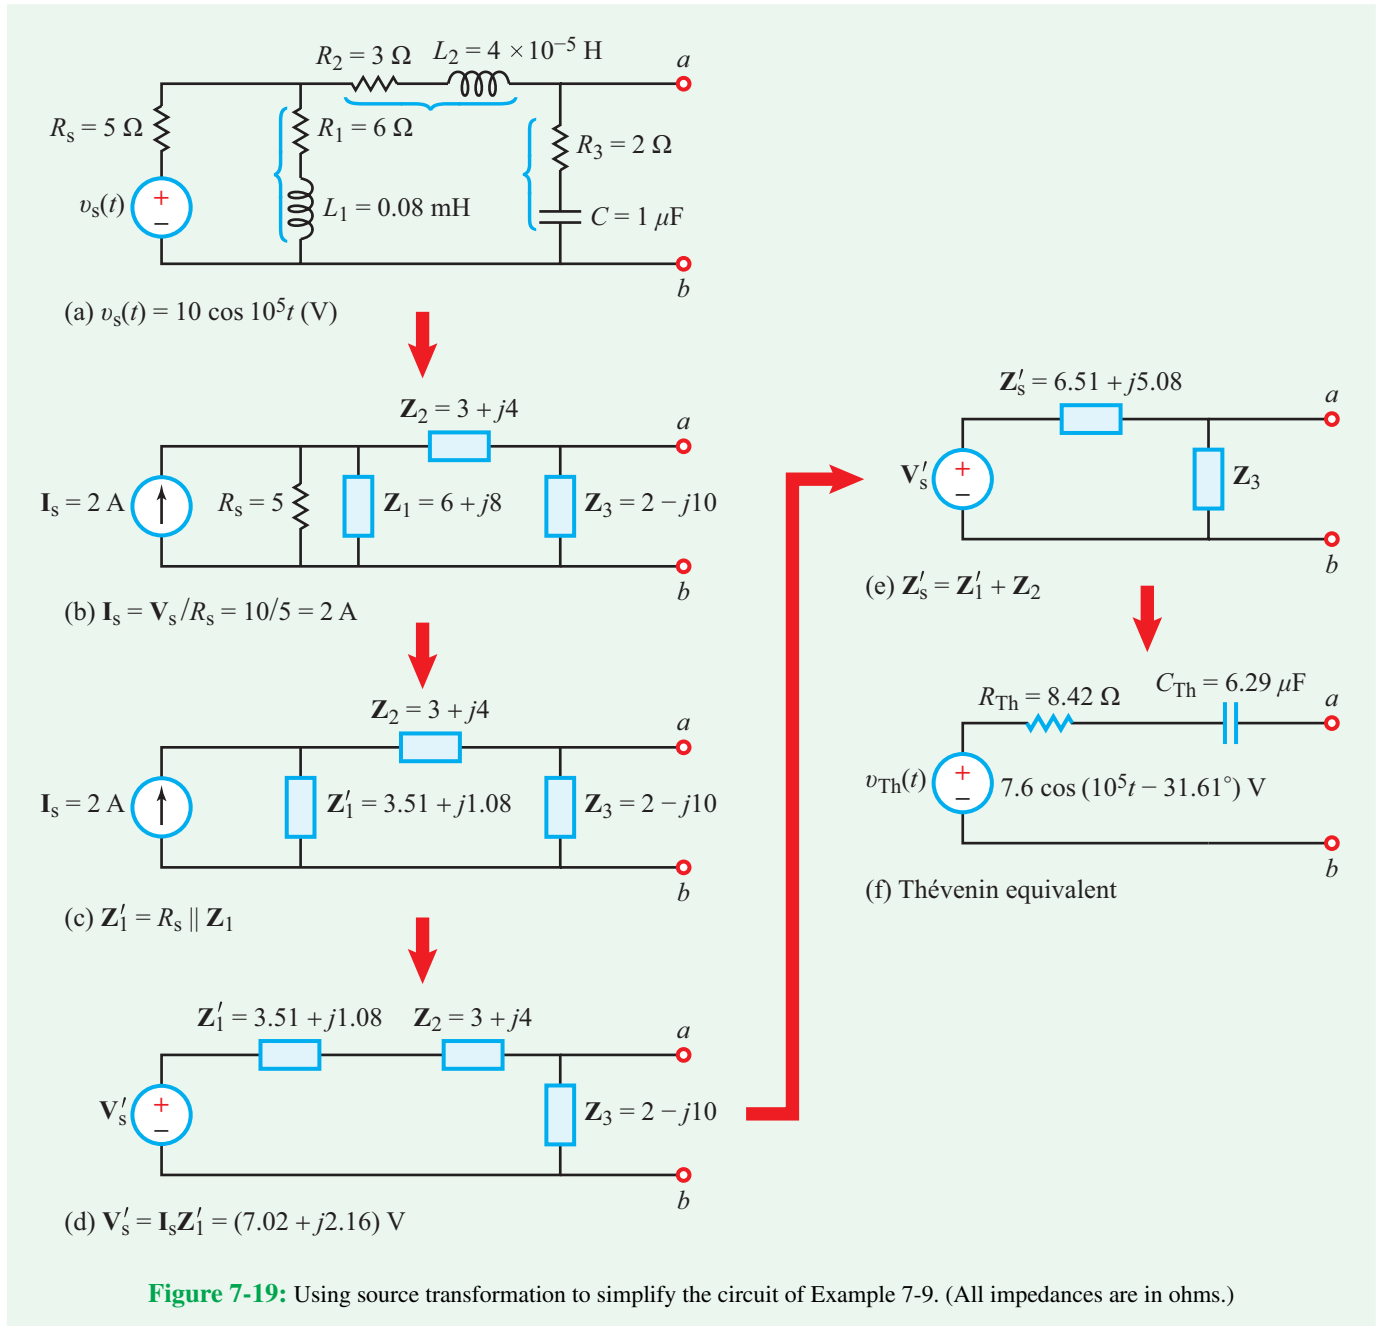 R₂ = 3 Ω L₂ = 4 × 10⁻⁵ H
a
Rₛ = 5 Ω
R₁ = 6 Ω
R₃ = 2 Ω
υₛ(t)
+
−
L₁ = 0.08 mH
C = 1 μF
b
(a) υₛ(t) = 10 cos 10⁵t (V)
Z₂ = 3 + j4
a
Iₛ = 2 A
Rₛ = 5
Z₁ = 6 + j8
Z₃ = 2 − j10
b
(b) Iₛ = Vₛ/Rₛ = 10/5 = 2 A
Z₂ = 3 + j4
a
Iₛ = 2 A
Z′₁ = 3.51 + j1.08
Z₃ = 2 − j10
b
(c) Z′₁ = Rₛ ∥ Z₁
Z′₁ = 3.51 + j1.08 Z₂ = 3 + j4
a
V′ₛ
+
−
Z₃ = 2 − j10
b
(d) V′ₛ = IₛZ′₁ = (7.02 + j2.16) V
Z′ₛ = 6.51 + j5.08
a
V′ₛ
+
−
Z₃
b
(e) Z′ₛ = Z′₁ + Z₂
R_Th = 8.42 Ω
C_Th = 6.29 μF
a
υ_Th(t)
+
−
7.6 cos (10⁵t − 31.61°) V
b
(f) Thévenin equivalent
Figure 7-19: Using source transformation to simplify the circuit of Example 7-9. (All impedances are in ohms.)